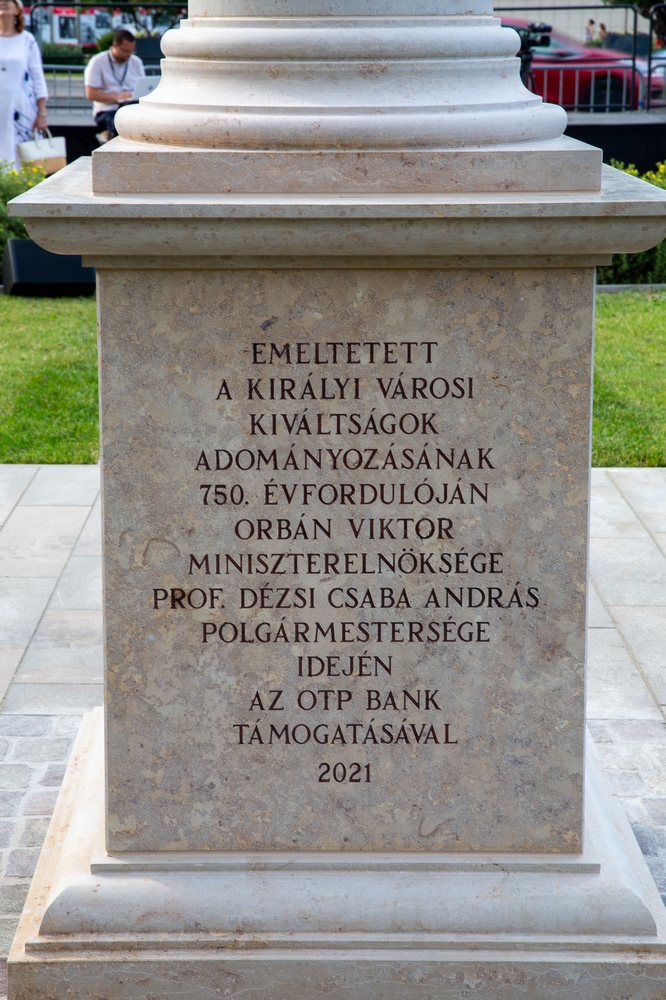 EMELTETETT
A KIRÁLYI VÁROSI
KIVÁLTSÁGOK
ADOMÁNYOZÁSÁNAK
750. ÉVFORDULÓJÁN
ORBÁN VIKTOR
MINISZTERELNÖKSÉGE
PROF. DÉZSI CSABA ANDRÁS
POLGÁRMESTERSÉGE
IDEJÉN
AZ OTP BANK
TÁMOGATÁSÁVAL
2021